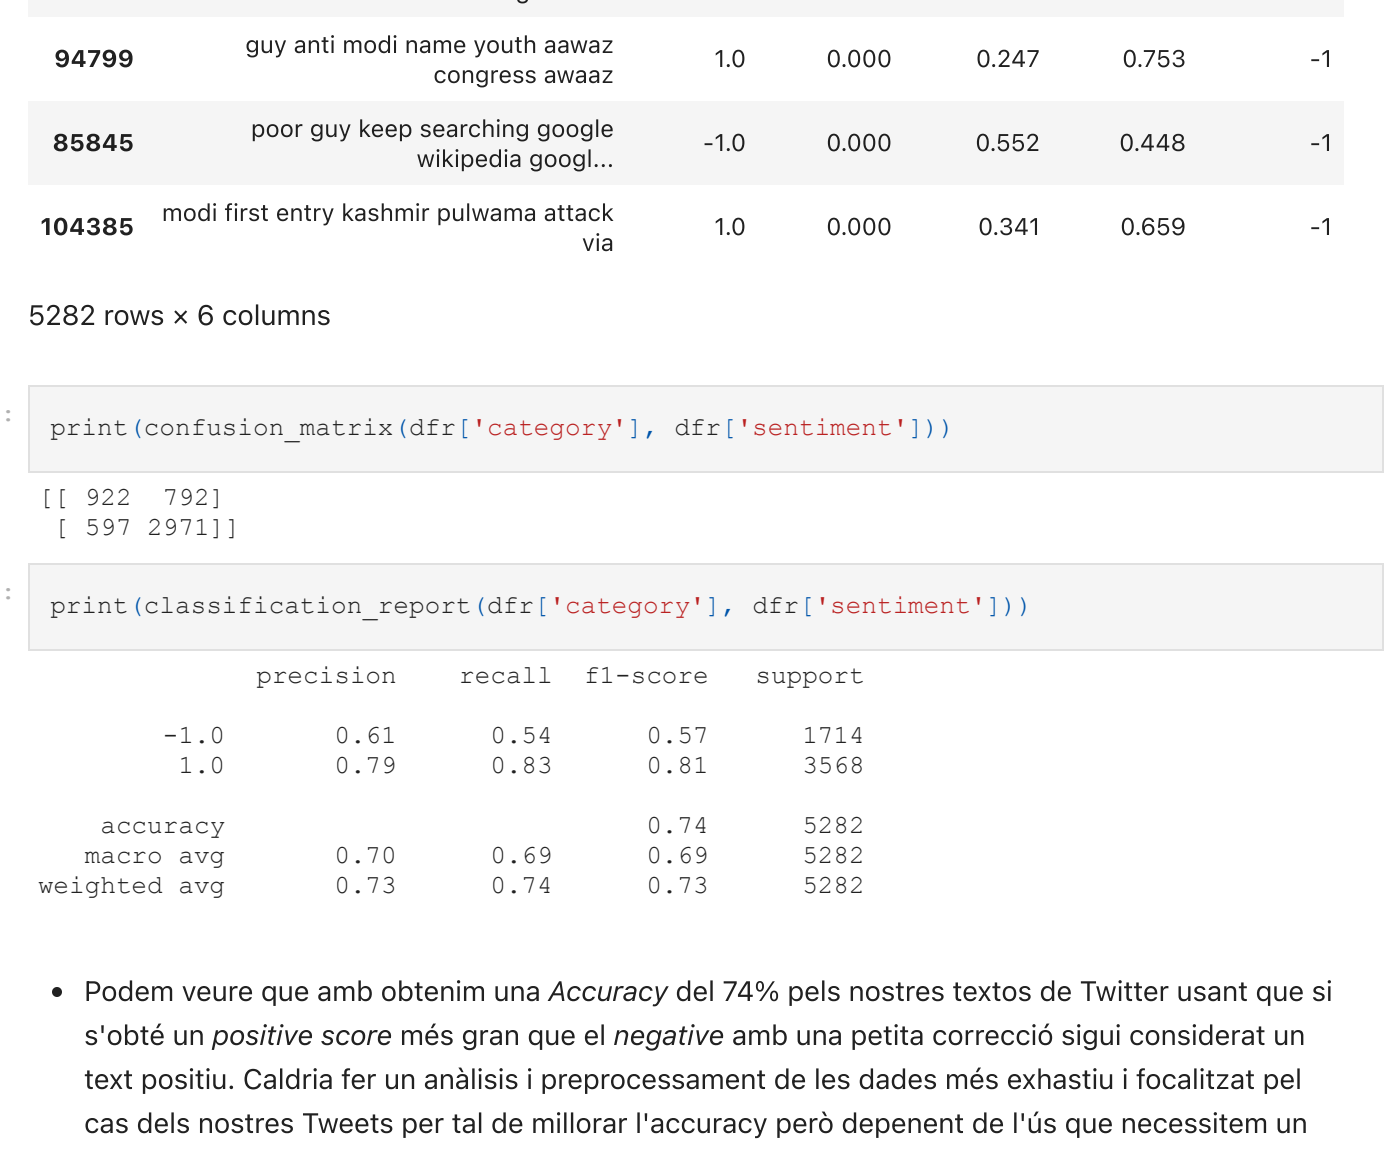 94799 guy anti modi name youth aawaz congress awaaz 1.0 0.000 0.247 0.753 -1
85845 poor guy keep searching google wikipedia googl... -1.0 0.000 0.552 0.448 -1
104385 modi first entry kashmir pulwama attack via 1.0 0.000 0.341 0.659 -1
5282 rows × 6 columns
: print(confusion_matrix(dfr['category'], dfr['sentiment']))
[[ 922  792]
 [ 597 2971]]
: print(classification_report(dfr['category'], dfr['sentiment']))
precision recall f1-score support
-1.0 0.61 0.54 0.57 1714
1.0 0.79 0.83 0.81 3568
accuracy 0.74 5282
macro avg 0.70 0.69 0.69 5282
weighted avg 0.73 0.74 0.73 5282
• Podem veure que amb obtenim una Accuracy del 74% pels nostres textos de Twitter usant que si
s'obté un positive score més gran que el negative amb una petita correcció sigui considerat un
text positiu. Caldria fer un anàlisis i preprocessament de les dades més exhastiu i focalitzat pel
cas dels nostres Tweets per tal de millorar l'accuracy però depenent de l'ús que necessitem un